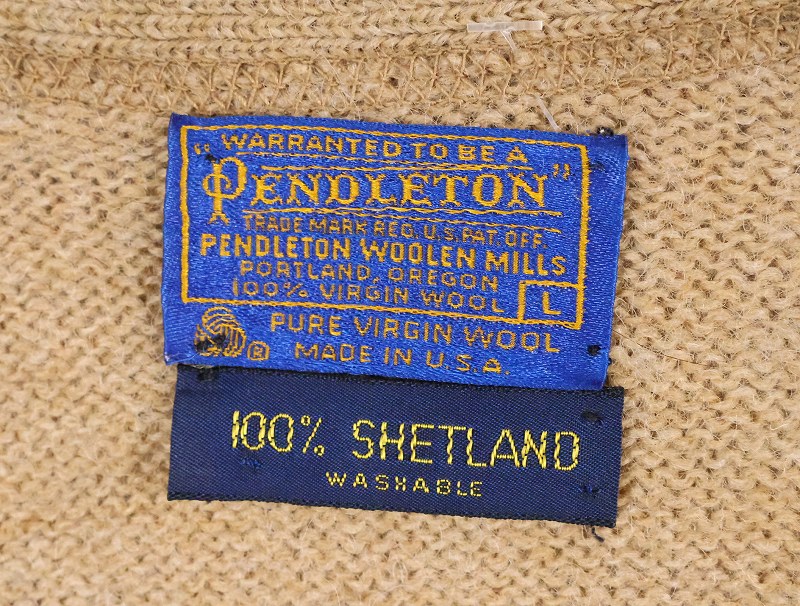 "WARRANTED TO BE A
PENDLETON"
TRADE MARK REG. U.S. PAT. OFF.
PENDLETON WOOLEN MILLS
PORTLAND, OREGON
100% VIRGIN WOOL L
PURE VIRGIN WOOL
® MADE IN U.S.A.
100% SHETLAND
WASHABLE